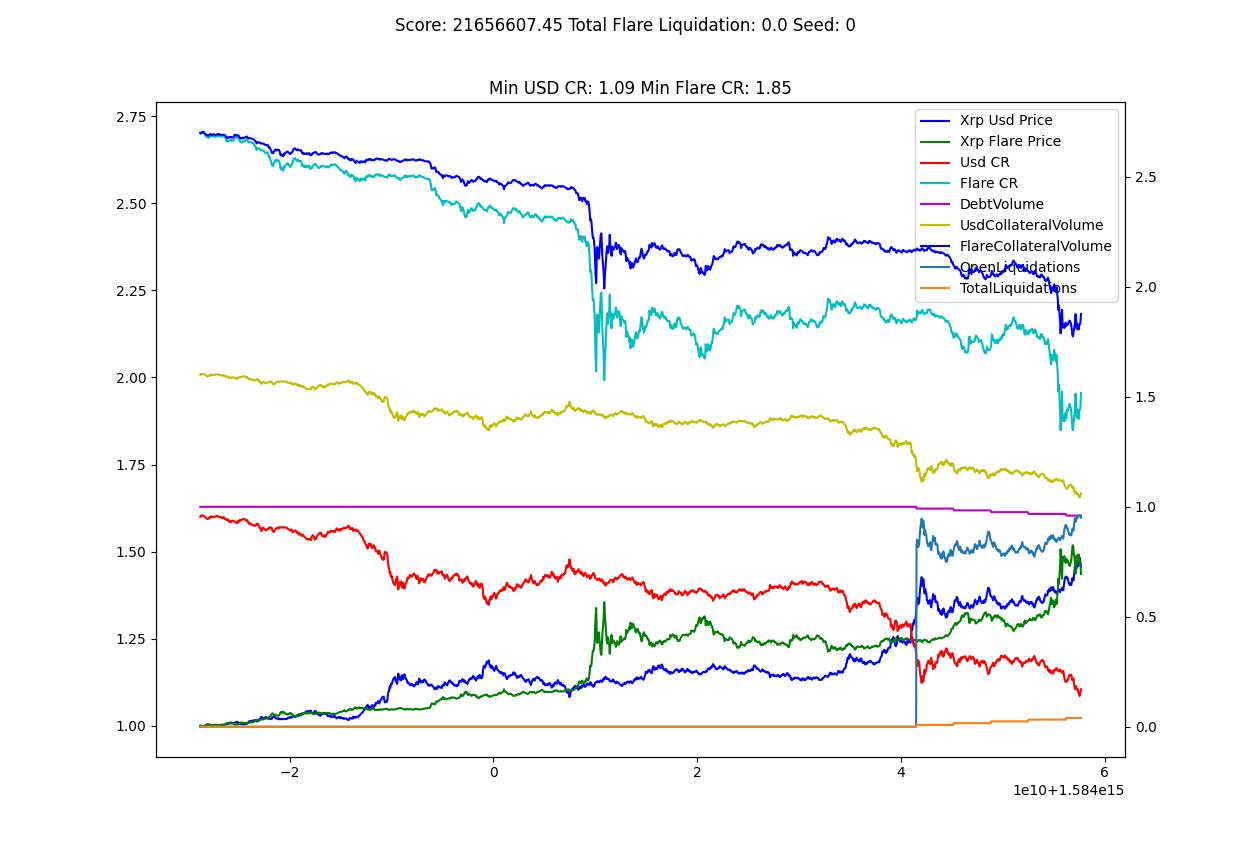 Score: 21656607.45 Total Flare Liquidation: 0.0 Seed: 0
Min USD CR: 1.09 Min Flare CR: 1.85
2.75
2.50
2.25
2.00
1.75
1.50
1.25
1.00
Xrp Usd Price
Xrp Flare Price
Usd CR
Flare CR
DebtVolume
UsdCollateralVolume
FlareCollateralVolume
OpenLiquidations
TotalLiquidations
2.5
2.0
1.5
1.0
0.5
0.0
−2
0
2
4
6
1e10+1.584e15